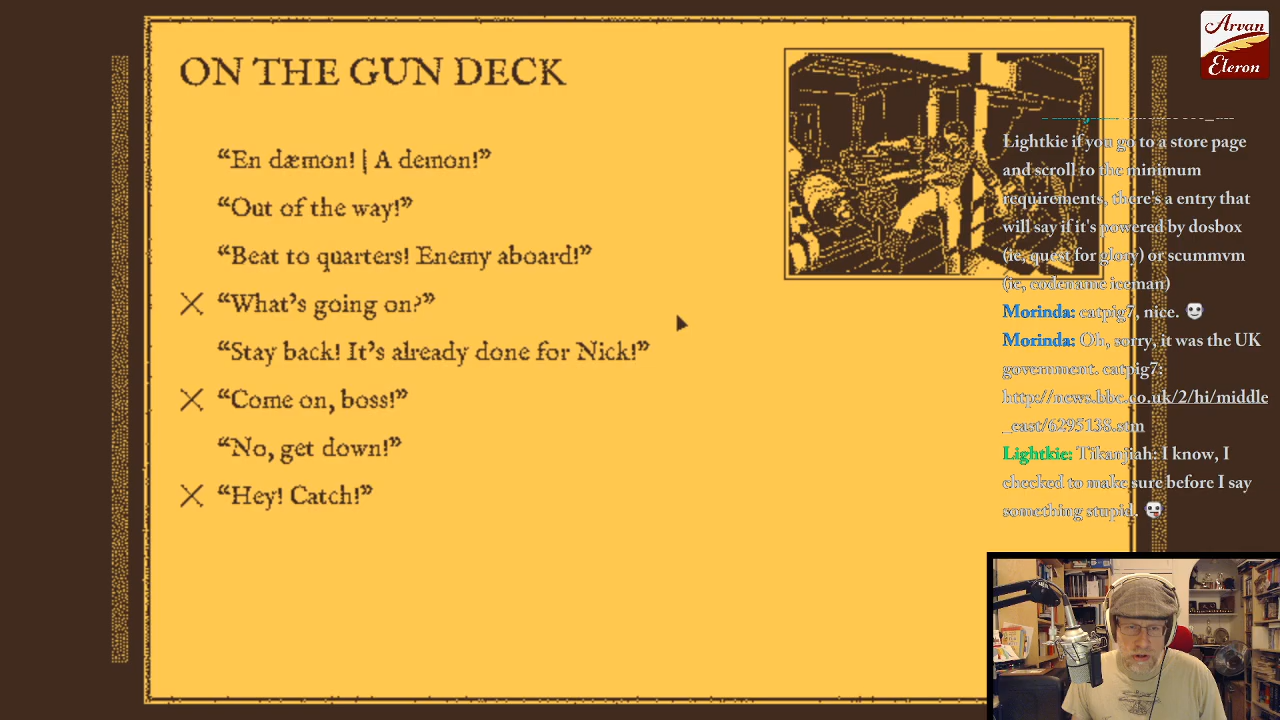 Arvan
Eleron
ON THE GUN DECK
“En dæmon! | A demon!”
“Out of the way!”
“Beat to quarters! Enemy aboard!”
“What’s going on?”
“Stay back! It’s already done for Nick!”
“Come on, boss!”
“No, get down!”
“Hey! Catch!”
Lightkie if you go to a store page
and scroll to the minimum
requirements, there's a entry that
will say if it's powered by dosbox
(ie, quest for glory) or scummvm
(ie, codename iceman)
Morinda: catpig7, nice.
Morinda: Oh, sorry, it was the UK
government. catpig7:
http://news.bbc.co.uk/2/hi/middle
_east/6295138.stm
Lightkie: Tikanjiah: I know, I
checked to make sure before I say
something stupid.